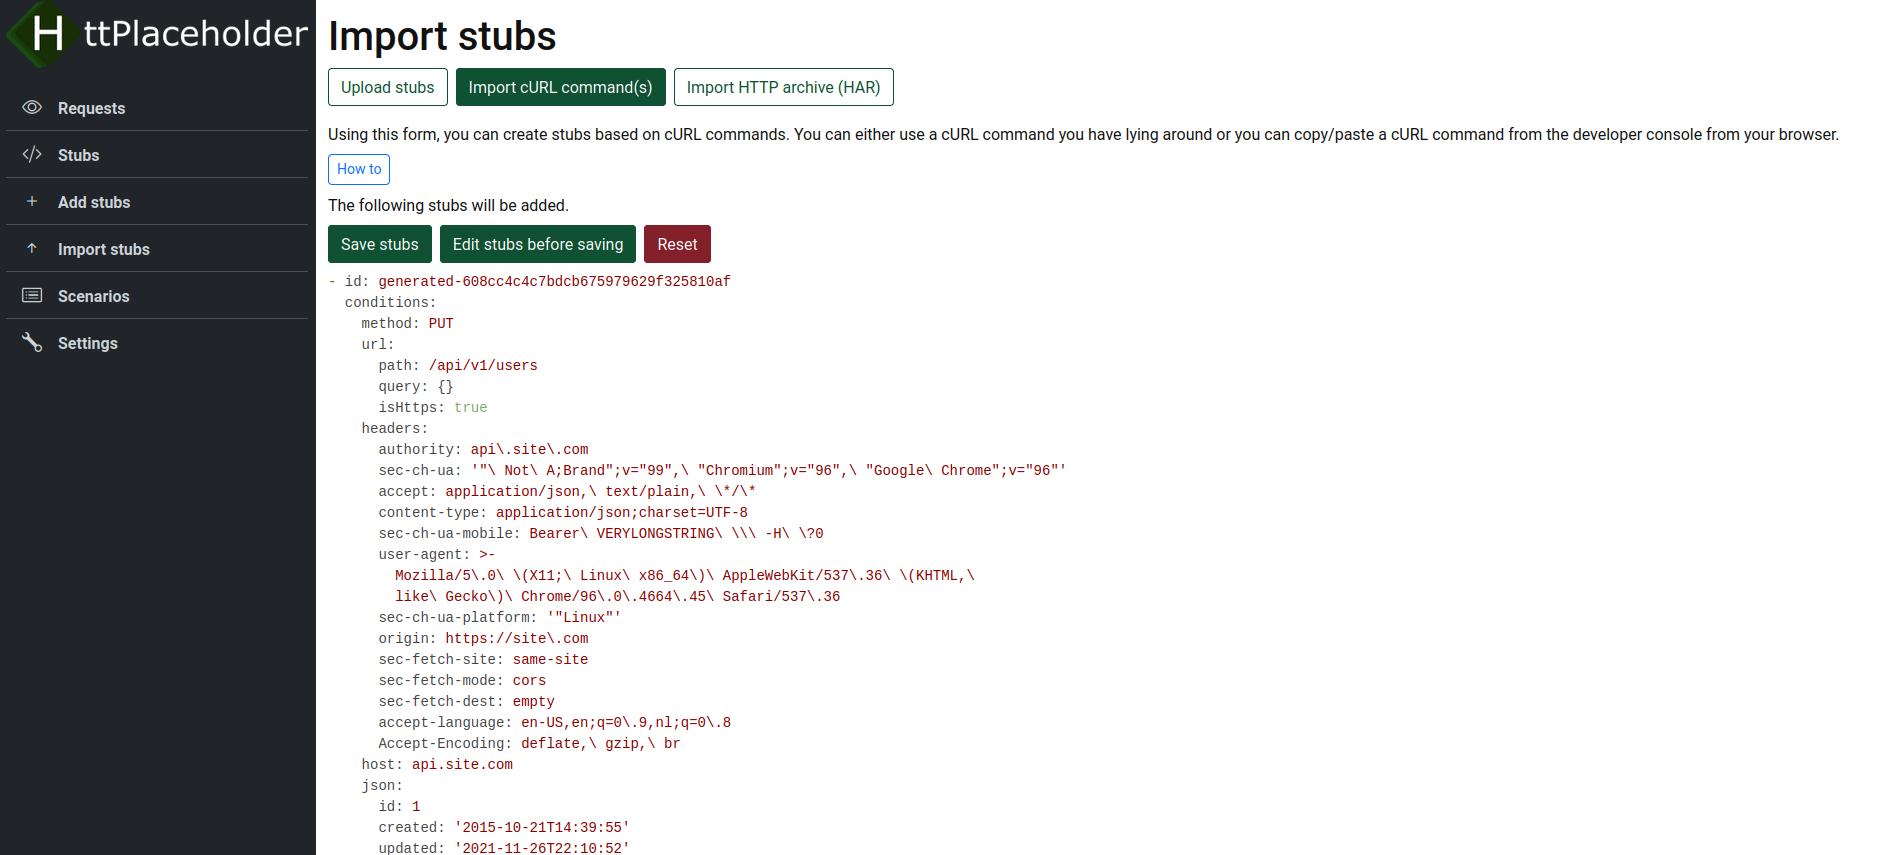 HttPlaceholder
Requests
Stubs
Add stubs
Import stubs
Scenarios
Settings
Import stubs
Upload stubs
Import cURL command(s)
Import HTTP archive (HAR)
Using this form, you can create stubs based on cURL commands. You can either use a cURL command you have lying around or you can copy/paste a cURL command from the developer console from your browser.
How to
The following stubs will be added.
Save stubs
Edit stubs before saving
Reset
- id: generated-608cc4c4c7bdcb675979629f325810af
  conditions:
    method: PUT
    url:
      path: /api/v1/users
      query: {}
      isHttps: true
    headers:
      authority: api\.site\.com
      sec-ch-ua: '"\ Not\ A;Brand";v="99",\ "Chromium";v="96",\ "Google\ Chrome";v="96"'
      accept: application/json,\ text/plain,\ \*/\*
      content-type: application/json;charset=UTF-8
      sec-ch-ua-mobile: Bearer\ VERYLONGSTRING\ \\\ -H\ \?0
      user-agent: >-
        Mozilla/5\.0\ \(X11;\ Linux\ x86_64\)\ AppleWebKit/537\.36\ \(KHTML,\
        like\ Gecko\)\ Chrome/96\.0\.4664\.45\ Safari/537\.36
      sec-ch-ua-platform: '"Linux"'
      origin: https://site\.com
      sec-fetch-site: same-site
      sec-fetch-mode: cors
      sec-fetch-dest: empty
      accept-language: en-US,en;q=0\.9,nl;q=0\.8
      Accept-Encoding: deflate,\ gzip,\ br
    host: api.site.com
    json:
      id: 1
      created: '2015-10-21T14:39:55'
      updated: '2021-11-26T22:10:52'